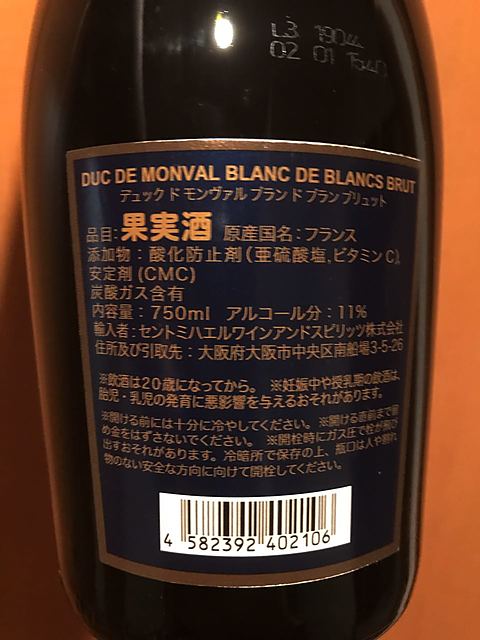 L3 19044
02 01
DUC DE MONVAL BLANC DE BLANCS BRUT
デュック ド モンヴァル ブラン ド ブラン ブリュット
品目:果実酒 原産国名:フランス
添加物:酸化防止剤(亜硫酸塩,ビタミンC),
安定剤(CMC)
炭酸ガス含有
内容量:750ml アルコール分:11%
輸入者:セントミハエルワインアンドスピリッツ株式会社
住所及び引取先:大阪府大阪市中央区南船場3-5-26
※飲酒は20歳になってから。 ※妊娠中や授乳期の飲酒は、
胎児・乳児の発育に悪影響を与えるおそれがあります。
※開ける前には十分に冷やしてください。※開ける直前まで留
め金をはずさないでください。 ※開栓時にガス圧で栓が飛び
出すおそれがあります。冷暗所で保存の上、瓶口は人や割れ
物のない安全な方向に向けて開栓してください。
4 582392 402106